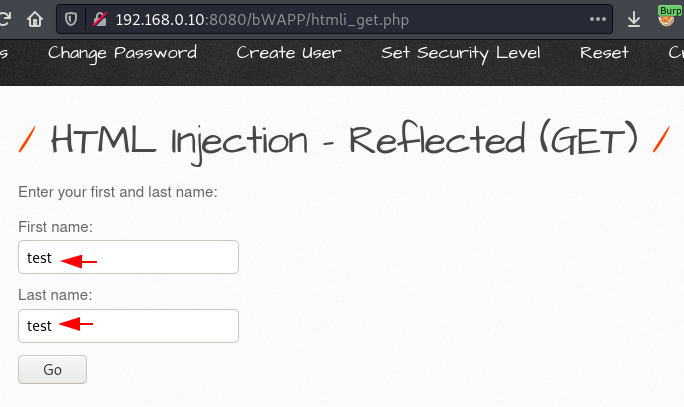 Burp
192.168.0.10:8080/bWAPP/htmli_get.php
Change Password Create User Set Security Level Reset
/ HTML Injection - Reflected (GET) /
Enter your first and last name:
First name:
test
Last name:
test
Go